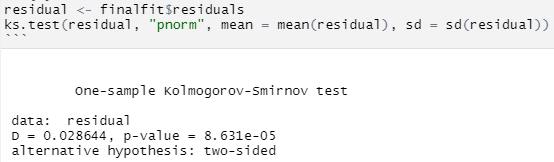 residual <- finalfit$residuals
ks.test(residual, "pnorm", mean = mean(residual), sd = sd(residual))
```
One-sample Kolmogorov-Smirnov test
data:  residual
D = 0.028644, p-value = 8.631e-05
alternative hypothesis: two-sided